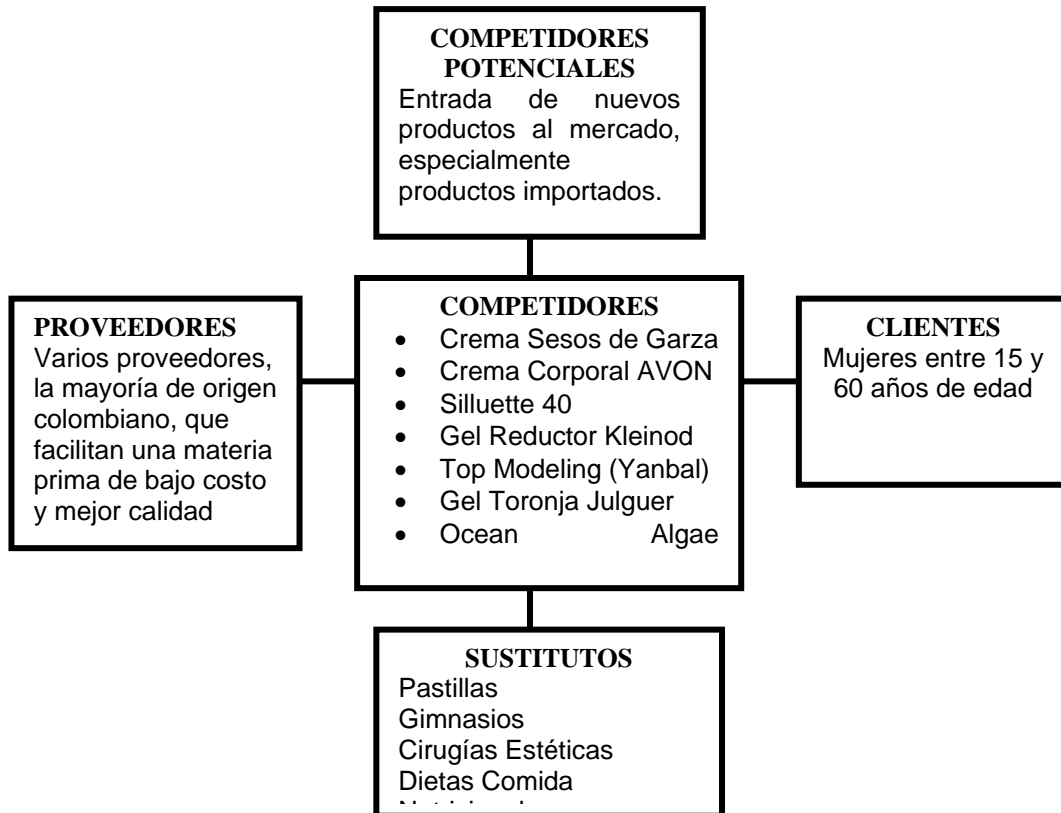 COMPETIDORES
POTENCIALES
Entrada de nuevos
productos al mercado,
especialmente
productos importados.
PROVEEDORES
Varios proveedores,
la mayoría de origen
colombiano, que
facilitan una materia
prima de bajo costo
y mejor calidad
COMPETIDORES
• Crema Sesos de Garza
• Crema Corporal AVON
• Silluette 40
• Gel Reductor Kleinod
• Top Modeling (Yanbal)
• Gel Toronja Julguer
• Ocean Algae
CLIENTES
Mujeres entre 15 y
60 años de edad
SUSTITUTOS
Pastillas
Gimnasios
Cirugías Estéticas
Dietas Comida